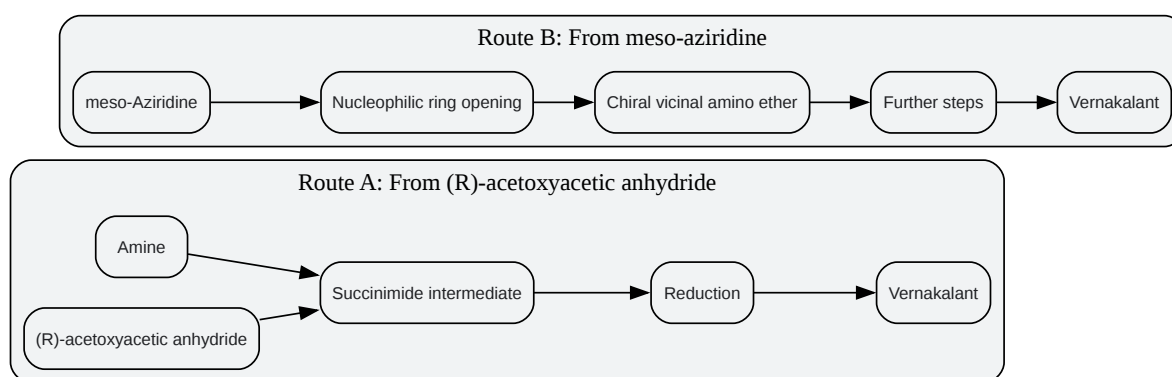 Route B: From meso-aziridine
meso-Aziridine
Nucleophilic ring opening
Chiral vicinal amino ether
Further steps
Vernakalant
Route A: From (R)-acetoxyacetic anhydride
Amine
(R)-acetoxyacetic anhydride
Succinimide intermediate
Reduction
Vernakalant